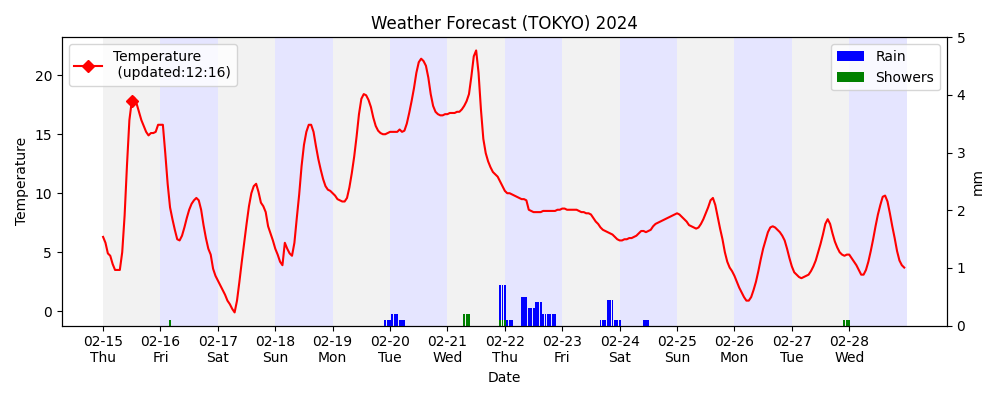 Weather Forecast (TOKYO) 2024
Temperature
(updated:12:16)
Rain
Showers
Temperature
20
15
10
5
0
5
4
3
2
1
0
mm
02-15 02-16 02-17 02-18 02-19 02-20 02-21 02-22 02-23 02-24 02-25 02-26 02-27 02-28
Thu Fri Sat Sun Mon Tue Wed Thu Fri Sat Sun Mon Tue Wed
Date